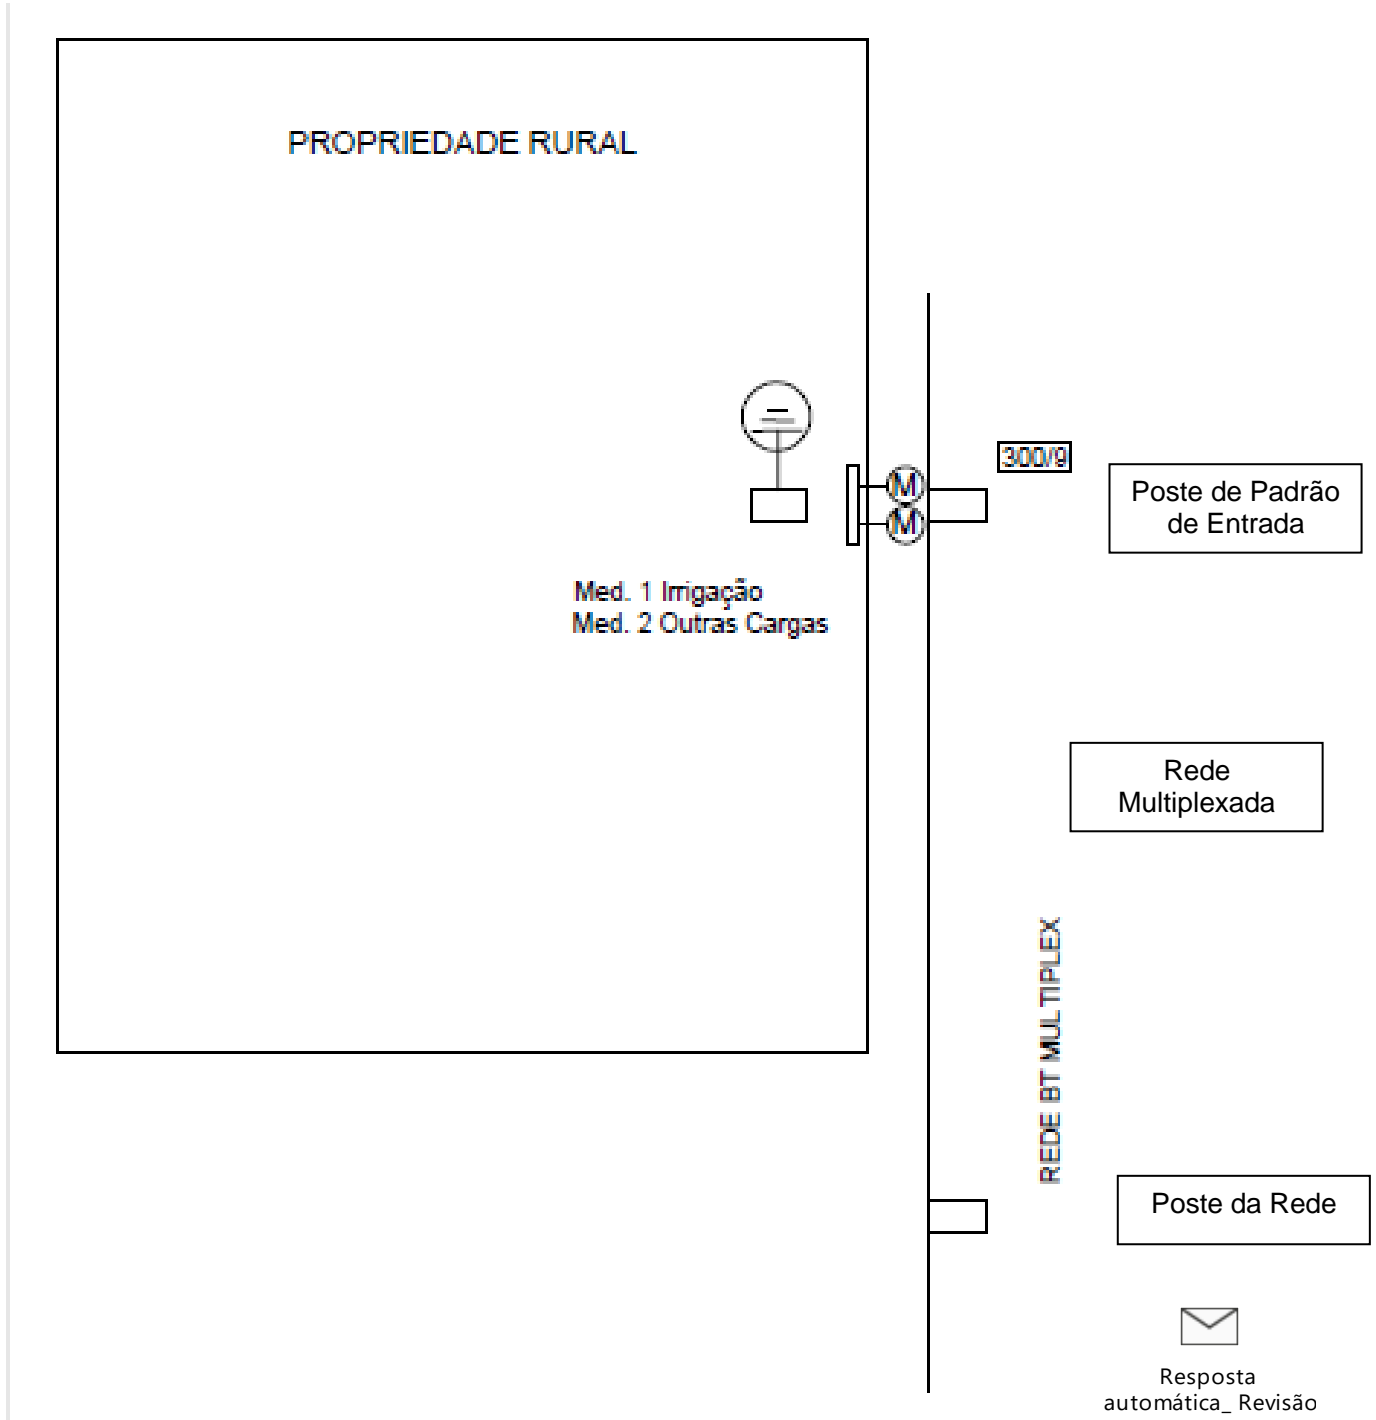 PROPRIEDADE RURAL
300/9
Poste de Padrão
de Entrada
M
M
Med. 1 Irrigação
Med. 2 Outras Cargas
Rede
Multiplexada
REDE BT MULTIPLEX
Poste da Rede
Resposta
automática_ Revisão